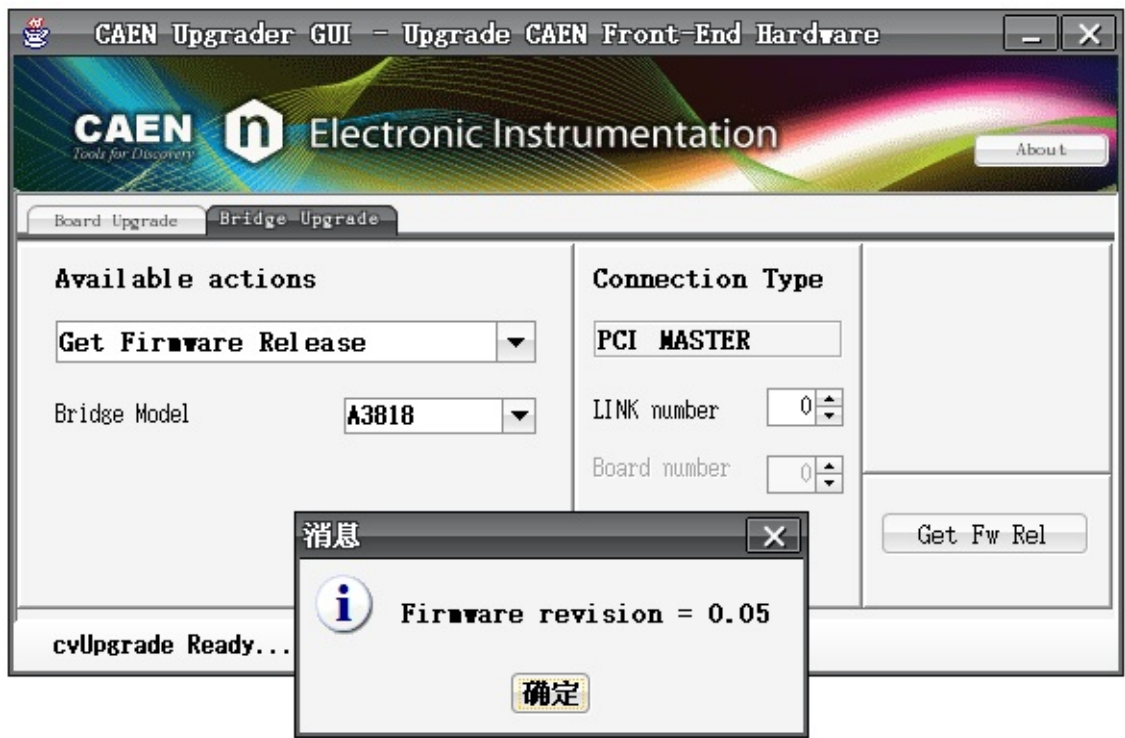 CAEN Upgrader GUI - Upgrade CAEN Front-End Hardware
CAEN n Electronic Instrumentation
Tools for Discovery
About
Board Upgrade Bridge Upgrade
Available actions
Get Firmware Release
Bridge Model A3818
Connection Type
PCI MASTER
LINK number 0
Board number 0
Get Fw Rel
消息
Firmware revision = 0.05
确定
cvUpgrade Ready...